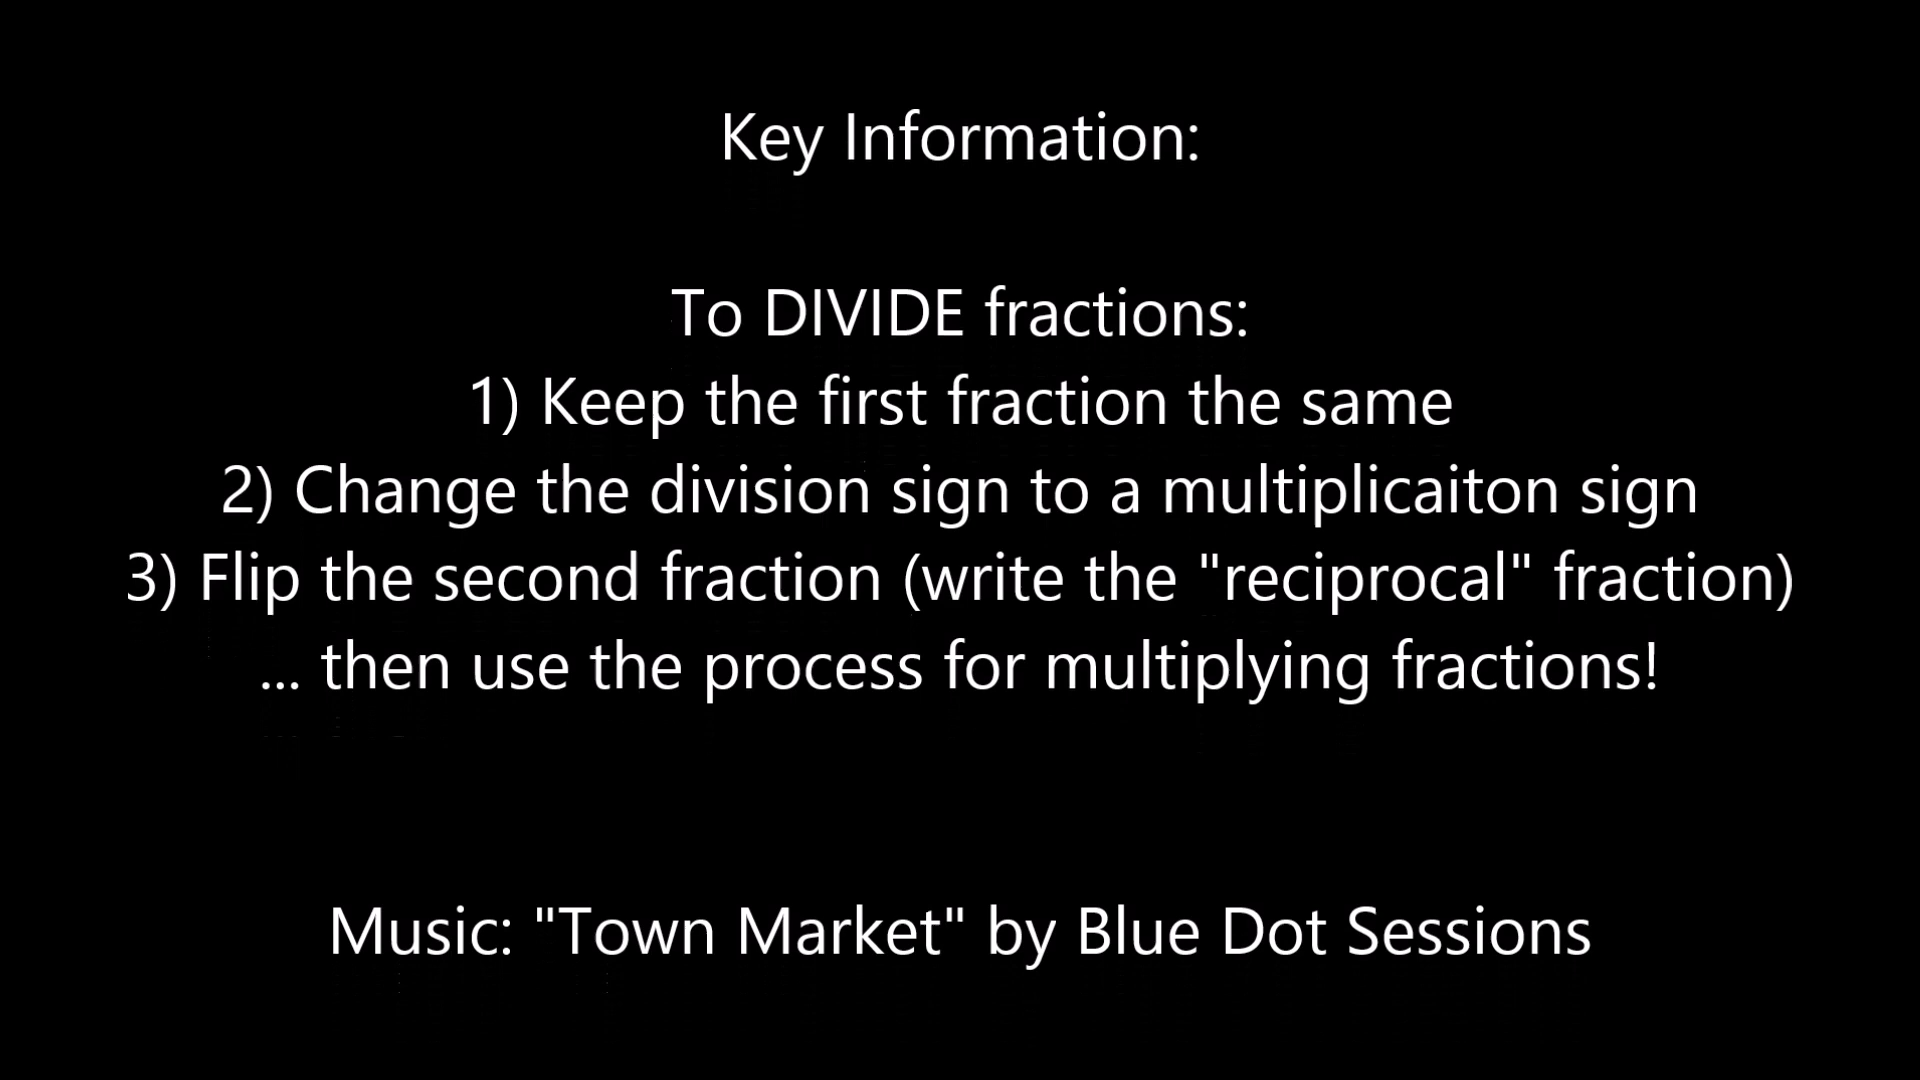 Key Information:
To DIVIDE fractions:
1) Keep the first fraction the same
2) Change the division sign to a multiplicaiton sign
3) Flip the second fraction (write the "reciprocal" fraction)
... then use the process for multiplying fractions!
Music: "Town Market" by Blue Dot Sessions